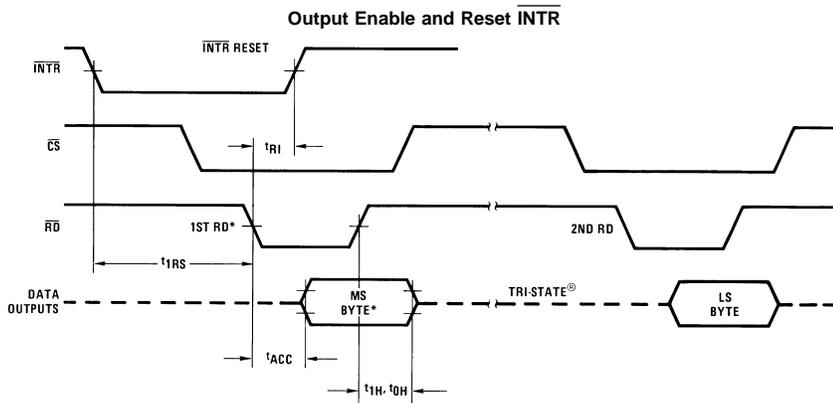 Output Enable and Reset INTR
INTR RESET
INTR
CS
tRI
RD
1ST RD*
2ND RD
t1RS
DATA
OUTPUTS
MS
BYTE*
TRI-STATE®
LS
BYTE
tACC
t1H, t0H